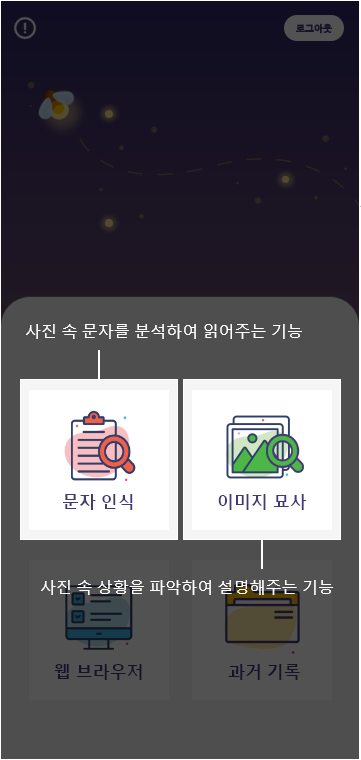 로그아웃
사진 속 문자를 분석하여 읽어주는 기능
문자 인식
이미지 묘사
사진 속 상황을 파악하여 설명해주는 기능
웹 브라우저
과거 기록